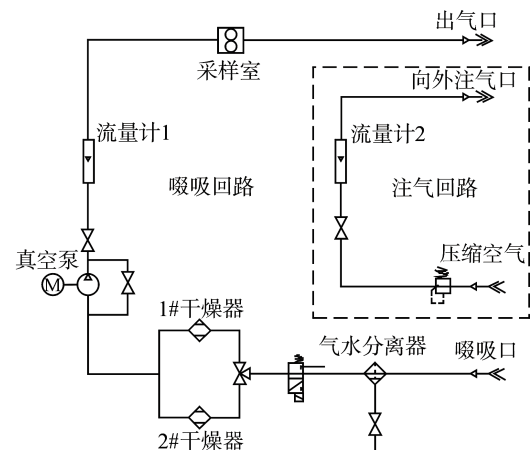 出气口
采样室
向外注气口
流量计1
流量计2
啜吸回路
注气回路
真空泵
压缩空气
M
1#干燥器
气水分离器
啜吸口
2#干燥器